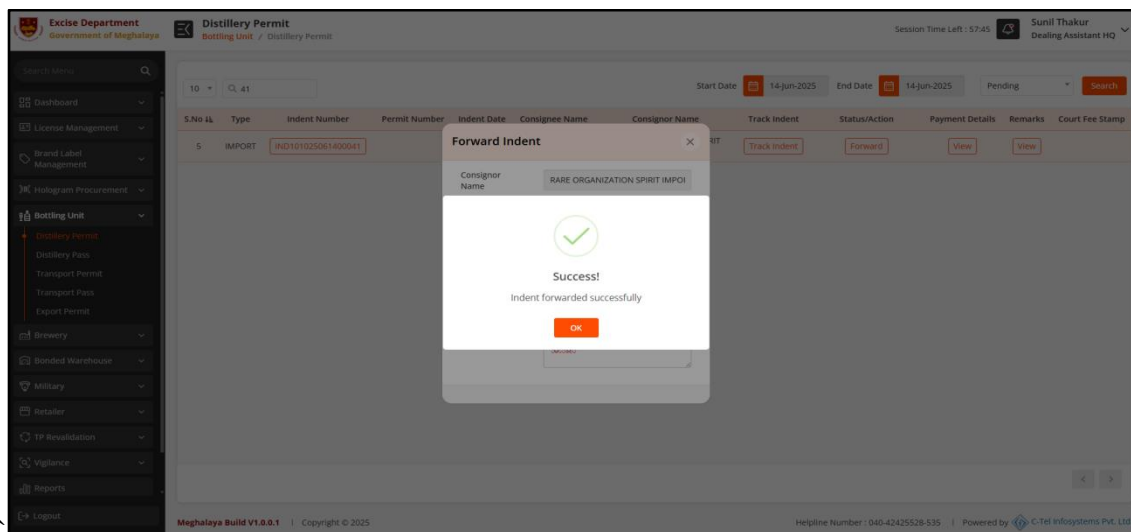 Excise Department
Government of Meghalaya
Distillery Permit
Bottling Unit / Distillery Permit
Session Time Left : 57:45
Sunil Thakur
Dealing Assistant HQ
Search Menu
Dashboard
License Management
Brand Label
Management
Hologram Procurement
Bottling Unit
Distillery Permit
Distillery Pass
Transport Permit
Transport Pass
Export Permit
Brewery
Bonded Warehouse
Military
Retailer
TP Revalidation
Vigilance
Reports
Logout
10
41
Start Date 14-Jun-2025 End Date 14-Jun-2025 Pending Search
S.No Type Indent Number Permit Number Indent Date Consignee Name Consignor Name Track Indent Status/Action Payment Details Remarks Court Fee Stamp
5 IMPORT IND101025061400041 Track Indent Forward View View
Forward Indent
Consignor
Name
RARE ORGANIZATION SPIRIT IMPOI
Success!
Indent forwarded successfully
OK
Meghalaya Build V1.0.0.1 | Copyright © 2025
Helpline Number : 040-42425528-535 | Powered by C-Tel Infosystems Pvt. Ltd